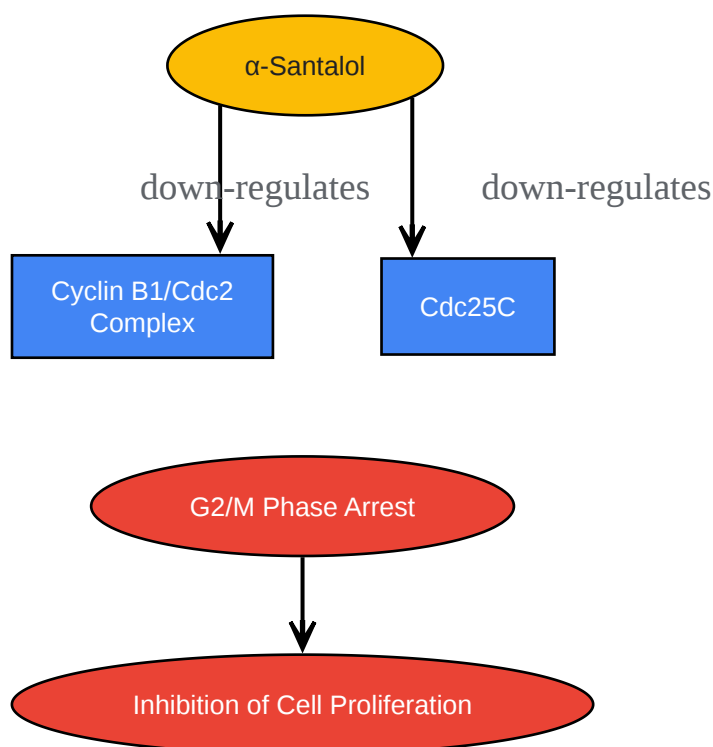 α-Santalol
down-regulates
down-regulates
Cyclin B1/Cdc2
Complex
Cdc25C
G2/M Phase Arrest
Inhibition of Cell Proliferation